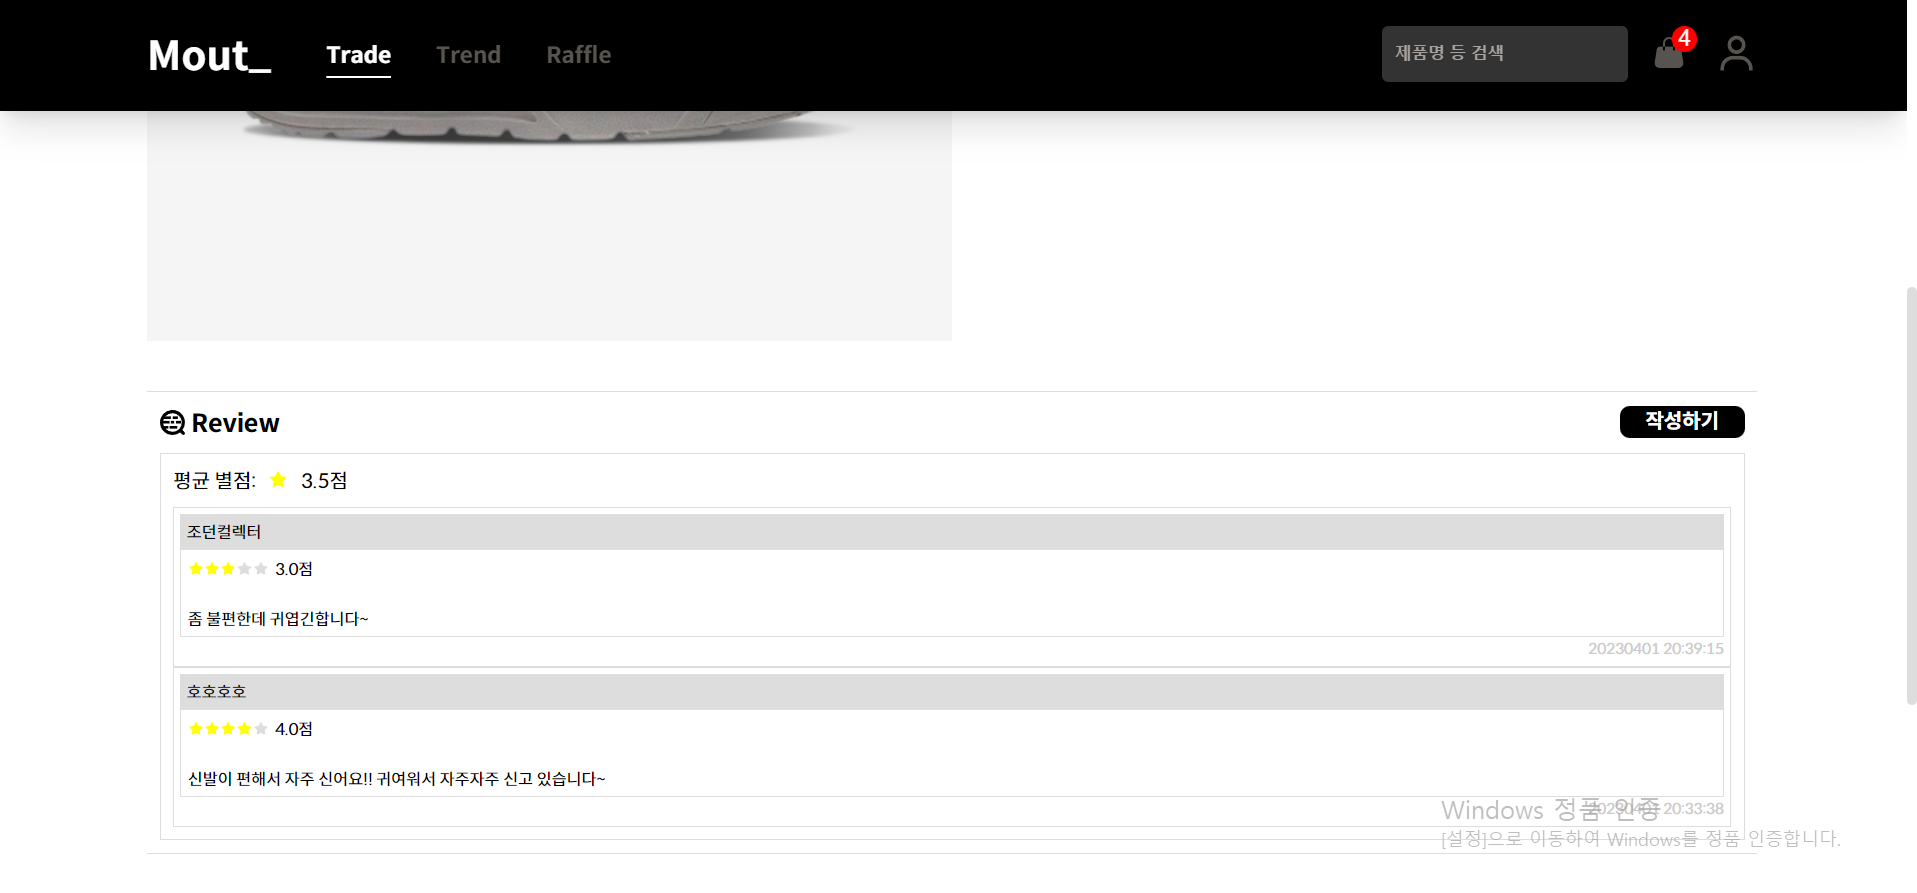 Mout_ Trade Trend Raffle 제품명 등 검색 4
Review 작성하기
평균 별점: 3.5점
조던컬렉터
3.0점
좀 불편한데 귀엽긴합니다~
20230401 20:39:15
호호호호
4.0점
신발이 편해서 자주 신어요!! 귀여워서 자주자주 신고 있습니다~
20230401 20:33:38
Windows 정품 인증
[설정]으로 이동하여 Windows를 정품 인증합니다.